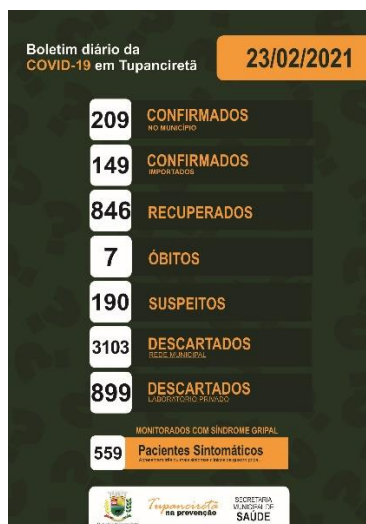 Boletim diário da
COVID-19 em Tupanciretã
23/02/2021
209 CONFIRMADOS
NO MUNICÍPIO
149 CONFIRMADOS
IMPORTADOS
846 RECUPERADOS
7 ÓBITOS
190 SUSPEITOS
3103 DESCARTADOS
REDE MUNICIPAL
899 DESCARTADOS
LABORATÓRIO PRIVADO
MONITORADOS COM SÍNDROME GRIPAL
559 Pacientes Sintomáticos
Tupanciretã
na prevenção
SECRETARIA
MUNICIPAL DE
SAÚDE